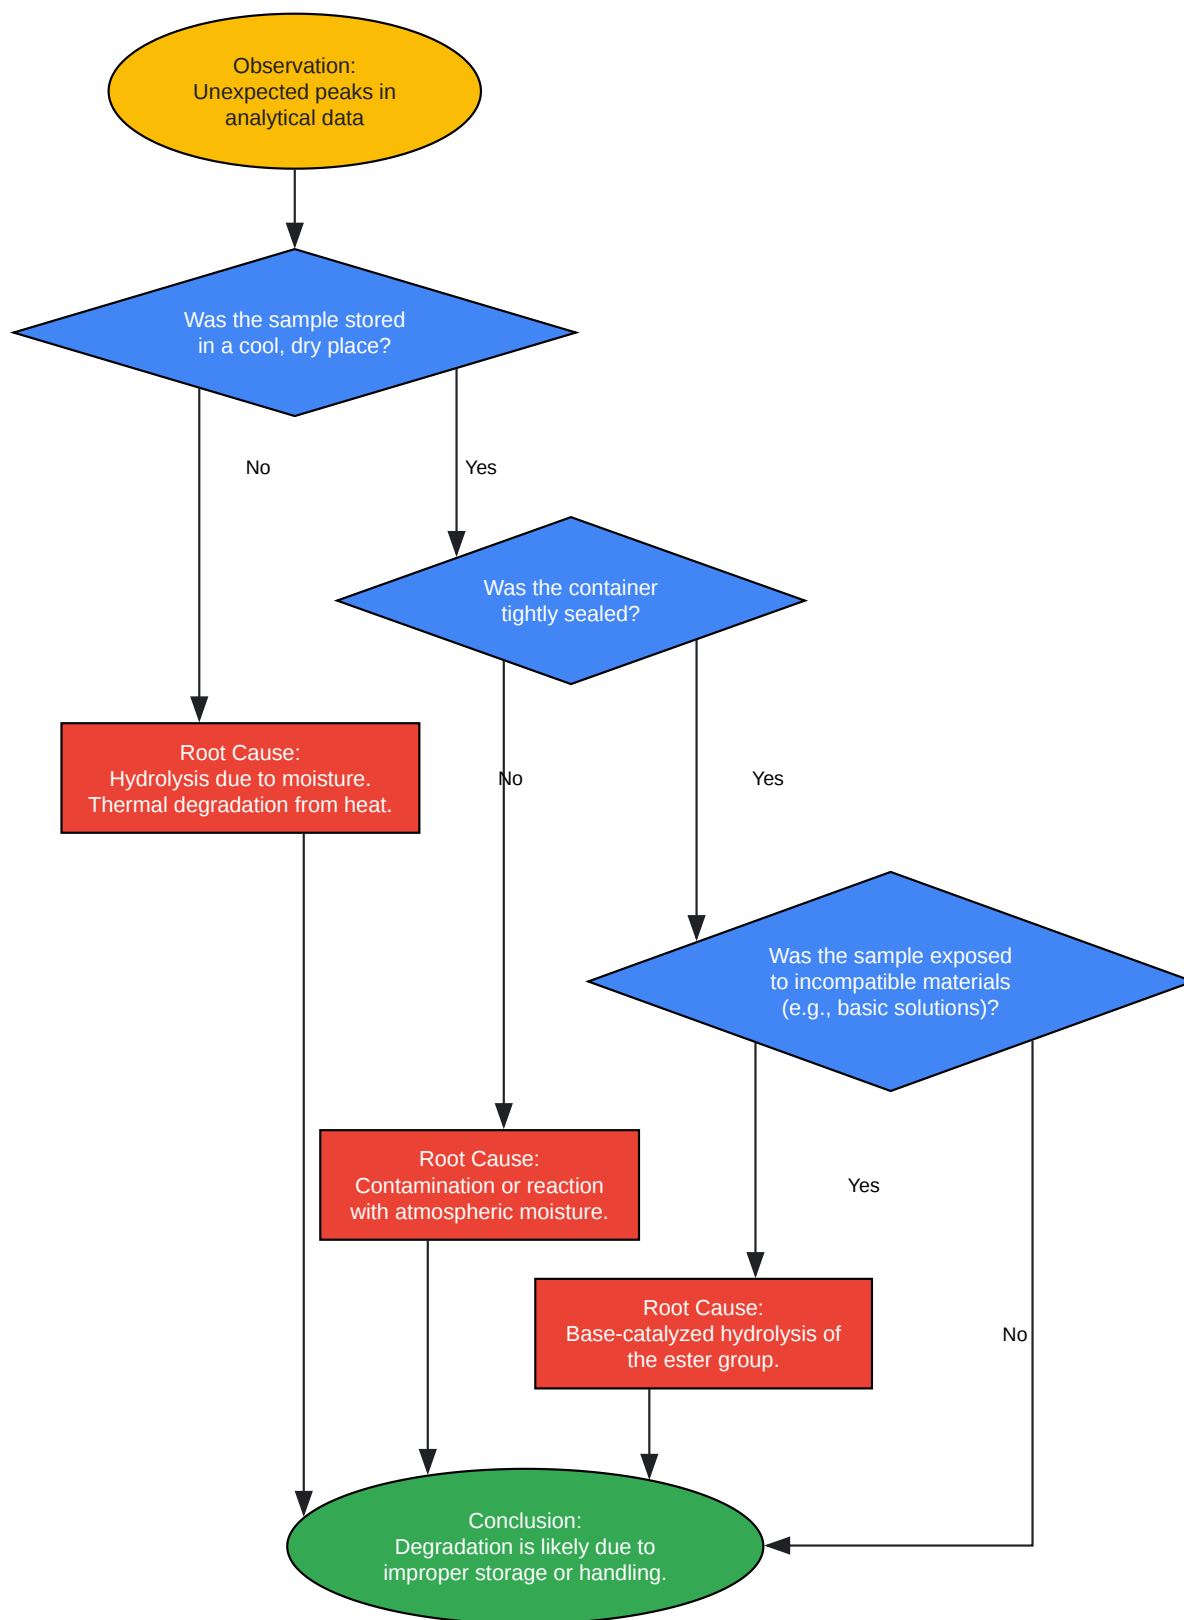 Observation:
Unexpected peaks in
analytical data
Was the sample stored
in a cool, dry place?
No
Yes
Was the container
tightly sealed?
Root Cause:
Hydrolysis due to moisture.
Thermal degradation from heat.
No
Yes
Was the sample exposed
to incompatible materials
(e.g., basic solutions)?
Root Cause:
Contamination or reaction
with atmospheric moisture.
Yes
Root Cause:
Base-catalyzed hydrolysis of
the ester group.
No
Conclusion:
Degradation is likely due to
improper storage or handling.